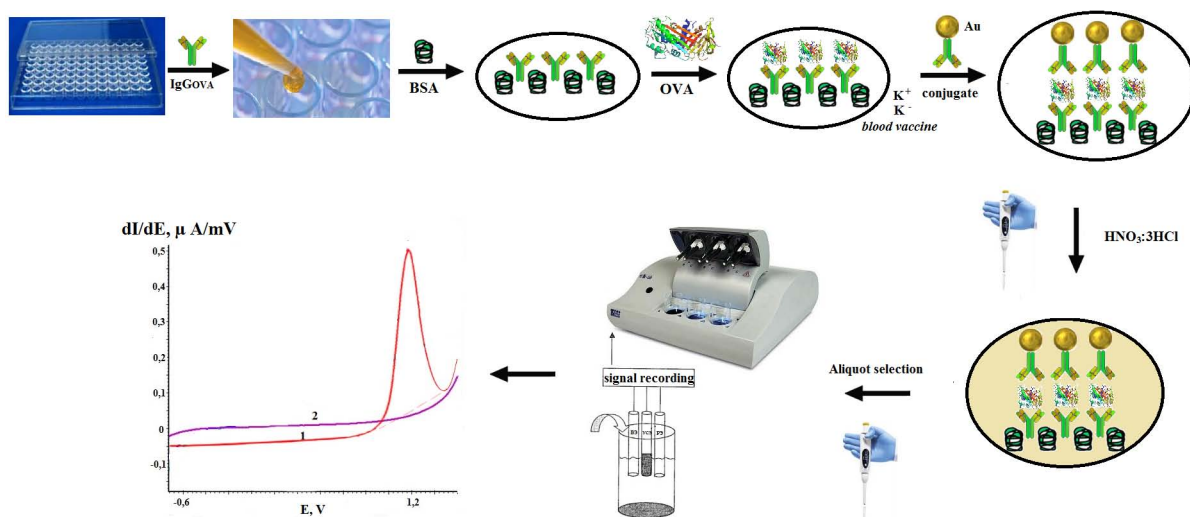 IgGOVA
BSA
OVA
K+
K-
blood vaccine
Au
conjugate
HNO₃:3HCl
Aliquot selection
signal recording
dI/dE, μ A/mV
0,5
0,4
0,3
0,2
0,1
0
-0,1
2
1
-0,6
1,2
E, V